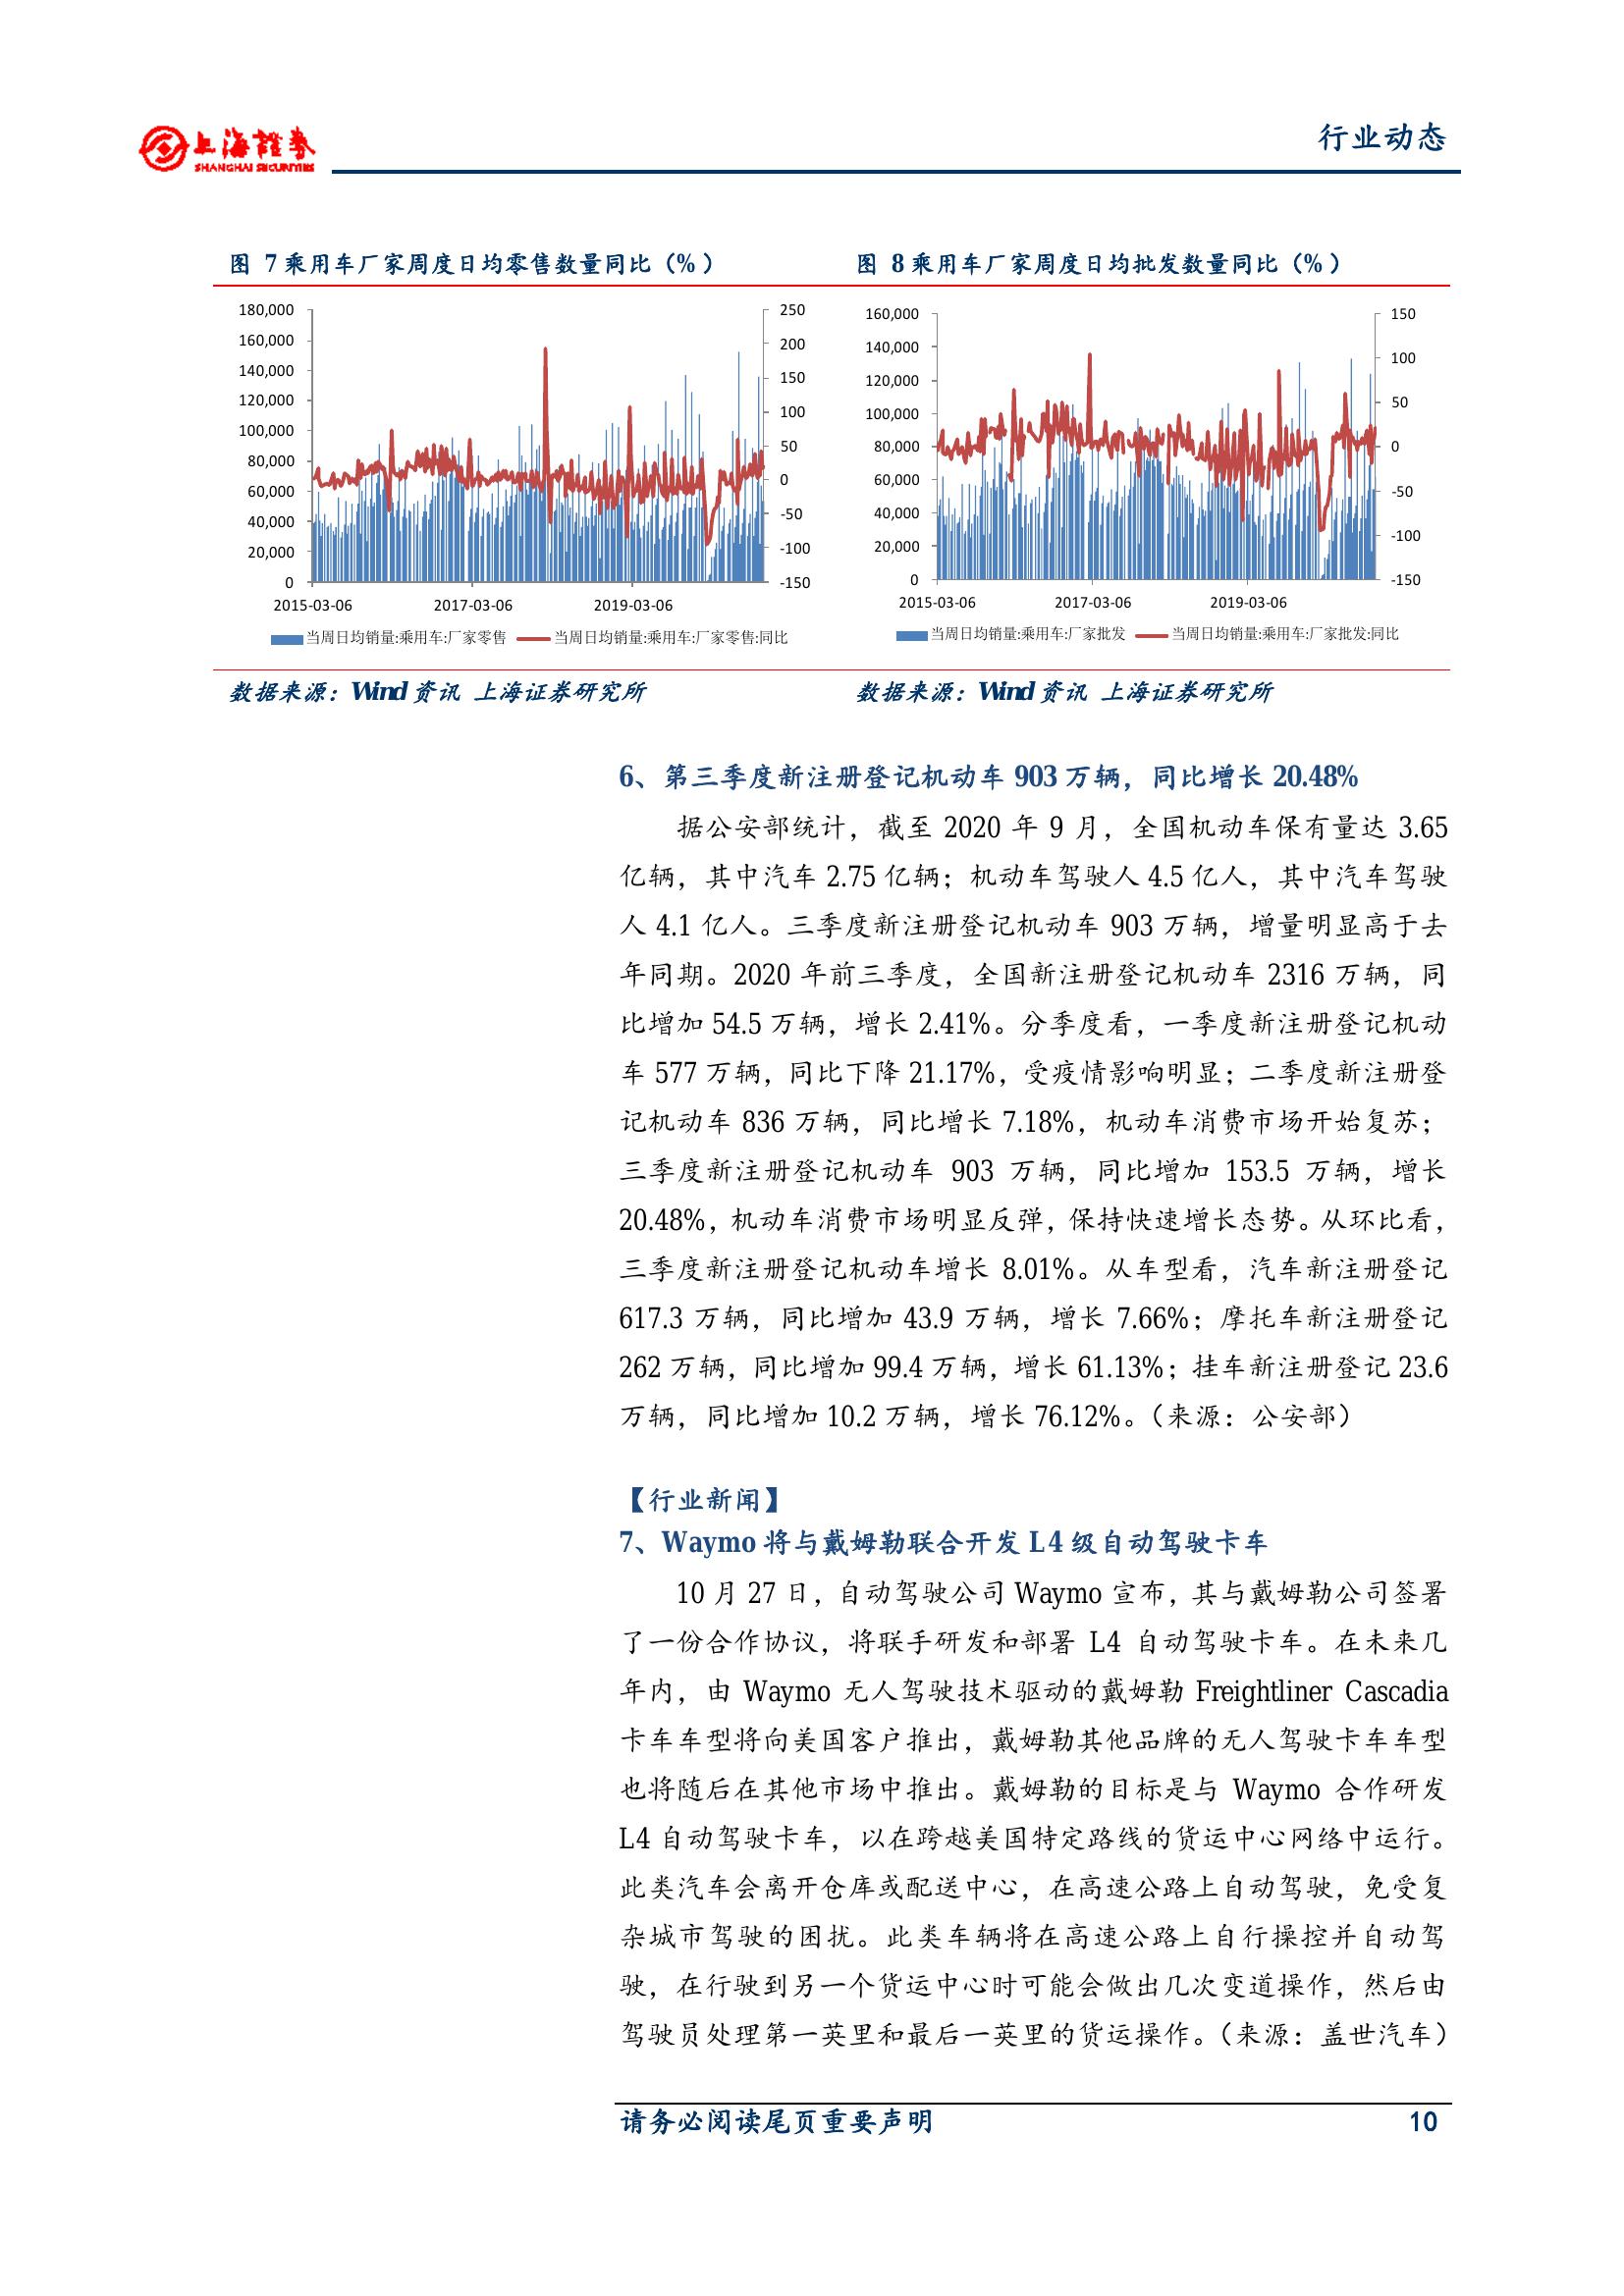 上海證券
SHANGHAI SECURITIES
行业动态
图 7 乘用车厂家周度日均零售数量同比（%）
180,000
160,000
140,000
120,000
100,000
80,000
60,000
40,000
20,000
0
250
200
150
100
50
0
-50
-100
-150
2015-03-06 2017-03-06 2019-03-06
当周日均销量:乘用车:厂家零售 当周日均销量:乘用车:厂家零售:同比
数据来源：Wind 资讯 上海证券研究所
图 8 乘用车厂家周度日均批发数量同比（%）
160,000
140,000
120,000
100,000
80,000
60,000
40,000
20,000
0
150
100
50
0
-50
-100
-150
2015-03-06 2017-03-06 2019-03-06
当周日均销量:乘用车:厂家批发 当周日均销量:乘用车:厂家批发:同比
数据来源：Wind 资讯 上海证券研究所
6、第三季度新注册登记机动车 903 万辆，同比增长 20.48%
据公安部统计，截至 2020 年 9 月，全国机动车保有量达 3.65
亿辆，其中汽车 2.75 亿辆；机动车驾驶人 4.5 亿人，其中汽车驾驶
人 4.1 亿人。三季度新注册登记机动车 903 万辆，增量明显高于去
年同期。2020 年前三季度，全国新注册登记机动车 2316 万辆，同
比增加 54.5 万辆，增长 2.41%。分季度看，一季度新注册登记机动
车 577 万辆，同比下降 21.17%，受疫情影响明显；二季度新注册登
记机动车 836 万辆，同比增长 7.18%，机动车消费市场开始复苏；
三季度新注册登记机动车 903 万辆，同比增加 153.5 万辆，增长
20.48%，机动车消费市场明显反弹，保持快速增长态势。从环比看，
三季度新注册登记机动车增长 8.01%。从车型看，汽车新注册登记
617.3 万辆，同比增加 43.9 万辆，增长 7.66%；摩托车新注册登记
262 万辆，同比增加 99.4 万辆，增长 61.13%；挂车新注册登记 23.6
万辆，同比增加 10.2 万辆，增长 76.12%。（来源：公安部）
【行业新闻】
7、Waymo 将与戴姆勒联合开发 L4 级自动驾驶卡车
10 月 27 日，自动驾驶公司 Waymo 宣布，其与戴姆勒公司签署
了一份合作协议，将联手研发和部署 L4 自动驾驶卡车。在未来几
年内，由 Waymo 无人驾驶技术驱动的戴姆勒 Freightliner Cascadia
卡车车型将向美国客户推出，戴姆勒其他品牌的无人驾驶卡车车型
也将随后在其他市场中推出。戴姆勒的目标是与 Waymo 合作研发
L4 自动驾驶卡车，以在跨越美国特定路线的货运中心网络中运行。
此类汽车会离开仓库或配送中心，在高速公路上自动驾驶，免受复
杂城市驾驶的困扰。此类车辆将在高速公路上自行操控并自动驾
驶，在行驶到另一个货运中心时可能会做出几次变道操作，然后由
驾驶员处理第一英里和最后一英里的货运操作。（来源：盖世汽车）
请务必阅读尾页重要声明 10